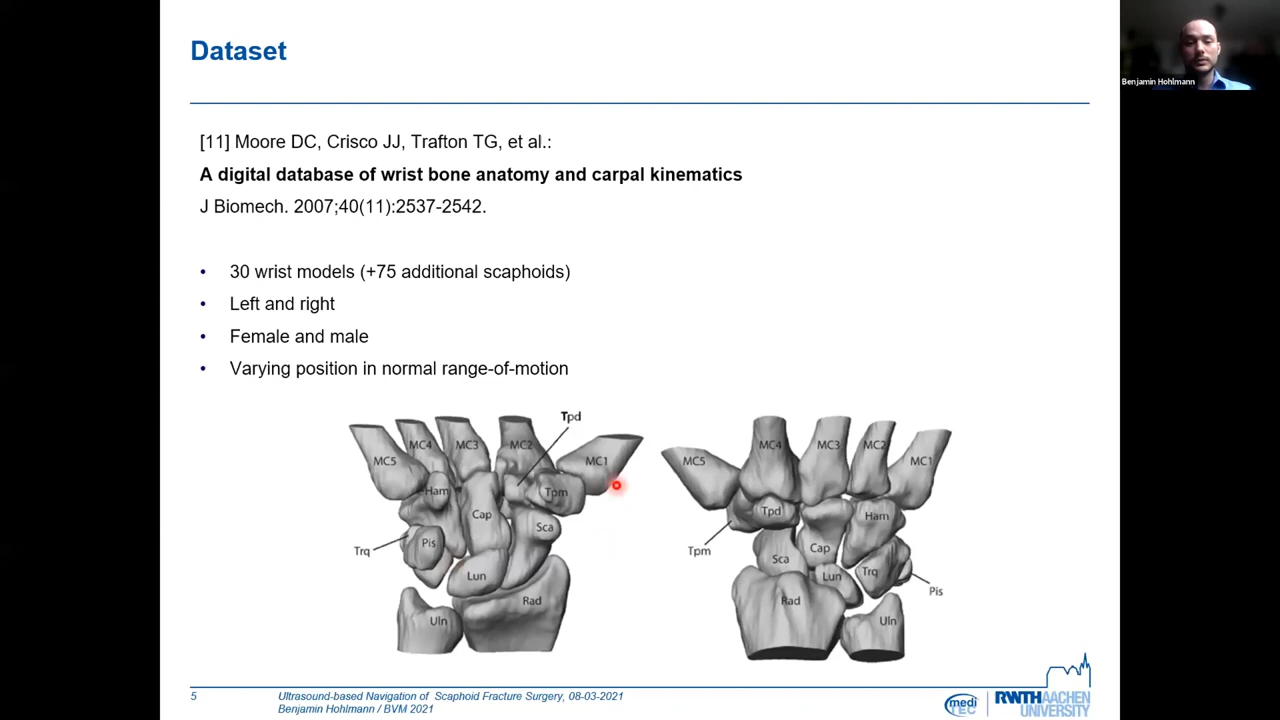 Dataset
Benjamin Hohlmann
[11] Moore DC, Crisco JJ, Trafton TG, et al.:
A digital database of wrist bone anatomy and carpal kinematics
J Biomech. 2007;40(11):2537-2542.
• 30 wrist models (+75 additional scaphoids)
• Left and right
• Female and male
• Varying position in normal range-of-motion
Tpd
MC5
MC4
MC3
MC2
MC1
Ham
Tpm
Cap
Sca
Trq
Pis
Lun
Rad
Uln
MC5
MC4
MC3
MC2
MC1
Tpd
Ham
Tpm
Cap
Sca
Lun
Trq
Pis
Rad
Uln
5
Ultrasound-based Navigation of Scaphoid Fracture Surgery, 08-03-2021
Benjamin Hohlmann / BVM 2021
medi
TEC
RWTH AACHEN
UNIVERSITY